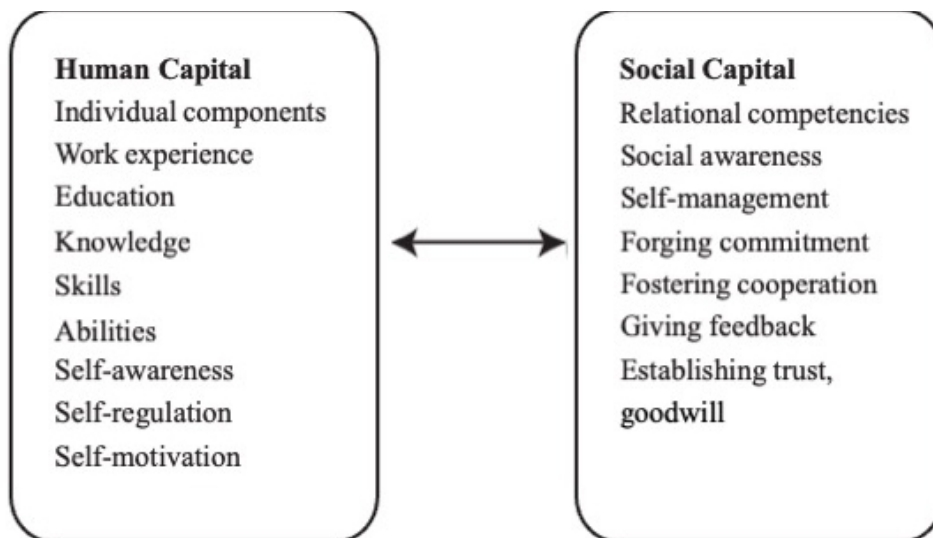 Human Capital
Individual components
Work experience
Education
Knowledge
Skills
Abilities
Self-awareness
Self-regulation
Self-motivation
Social Capital
Relational competencies
Social awareness
Self-management
Forging commitment
Fostering cooperation
Giving feedback
Establishing trust,
goodwill